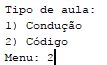 Tipo de aula:
1) Condução
2) Código
Menu: 2